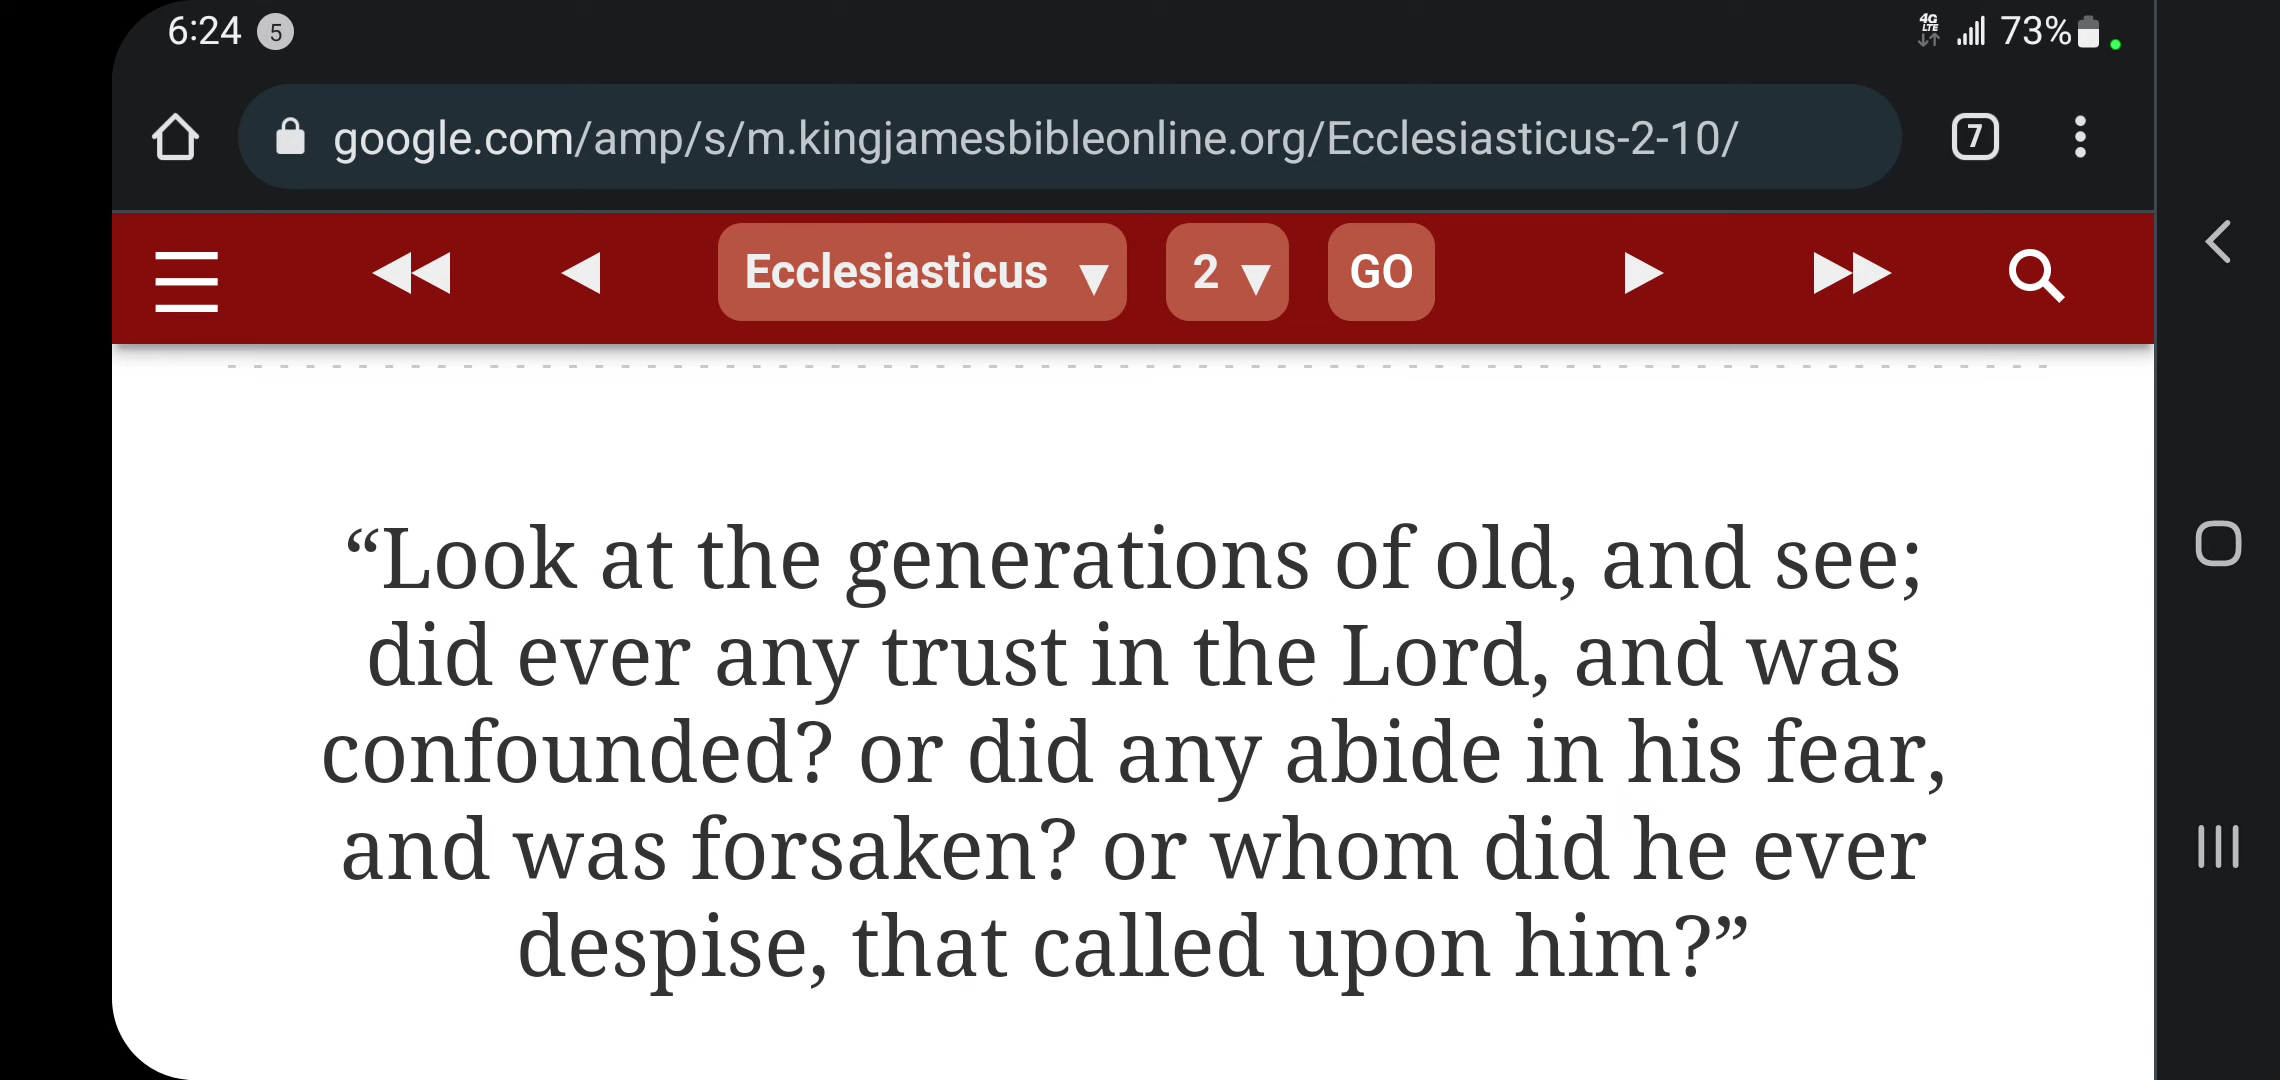 6:24 5 4G LTE 73%
google.com/amp/s/m.kingjamesbibleonline.org/Ecclesiasticus-2-10/ 7
Ecclesiasticus 2 GO
“Look at the generations of old, and see;
did ever any trust in the Lord, and was
confounded? or did any abide in his fear,
and was forsaken? or whom did he ever
despise, that called upon him?”